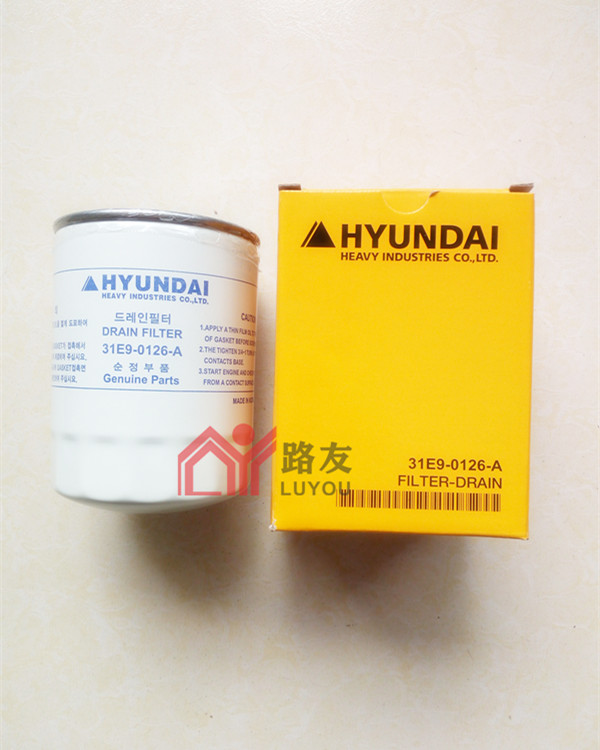 HYUNDAI
HEAVY INDUSTRIES CO.,LTD.
드레인필터
DRAIN FILTER
31E9-0126-A
순정부품
Genuine Parts
1.APPLY A THIN FILM
OF GASKET BEFORE
2.THE TIGHTEN
CONTACTS BASE.
3.START ENGINE AND
FROM A CONTACT
MADE IN
HYUNDAI
HEAVY INDUSTRIES CO.,LTD.
31E9-0126-A
FILTER-DRAIN
路友
LUYOU